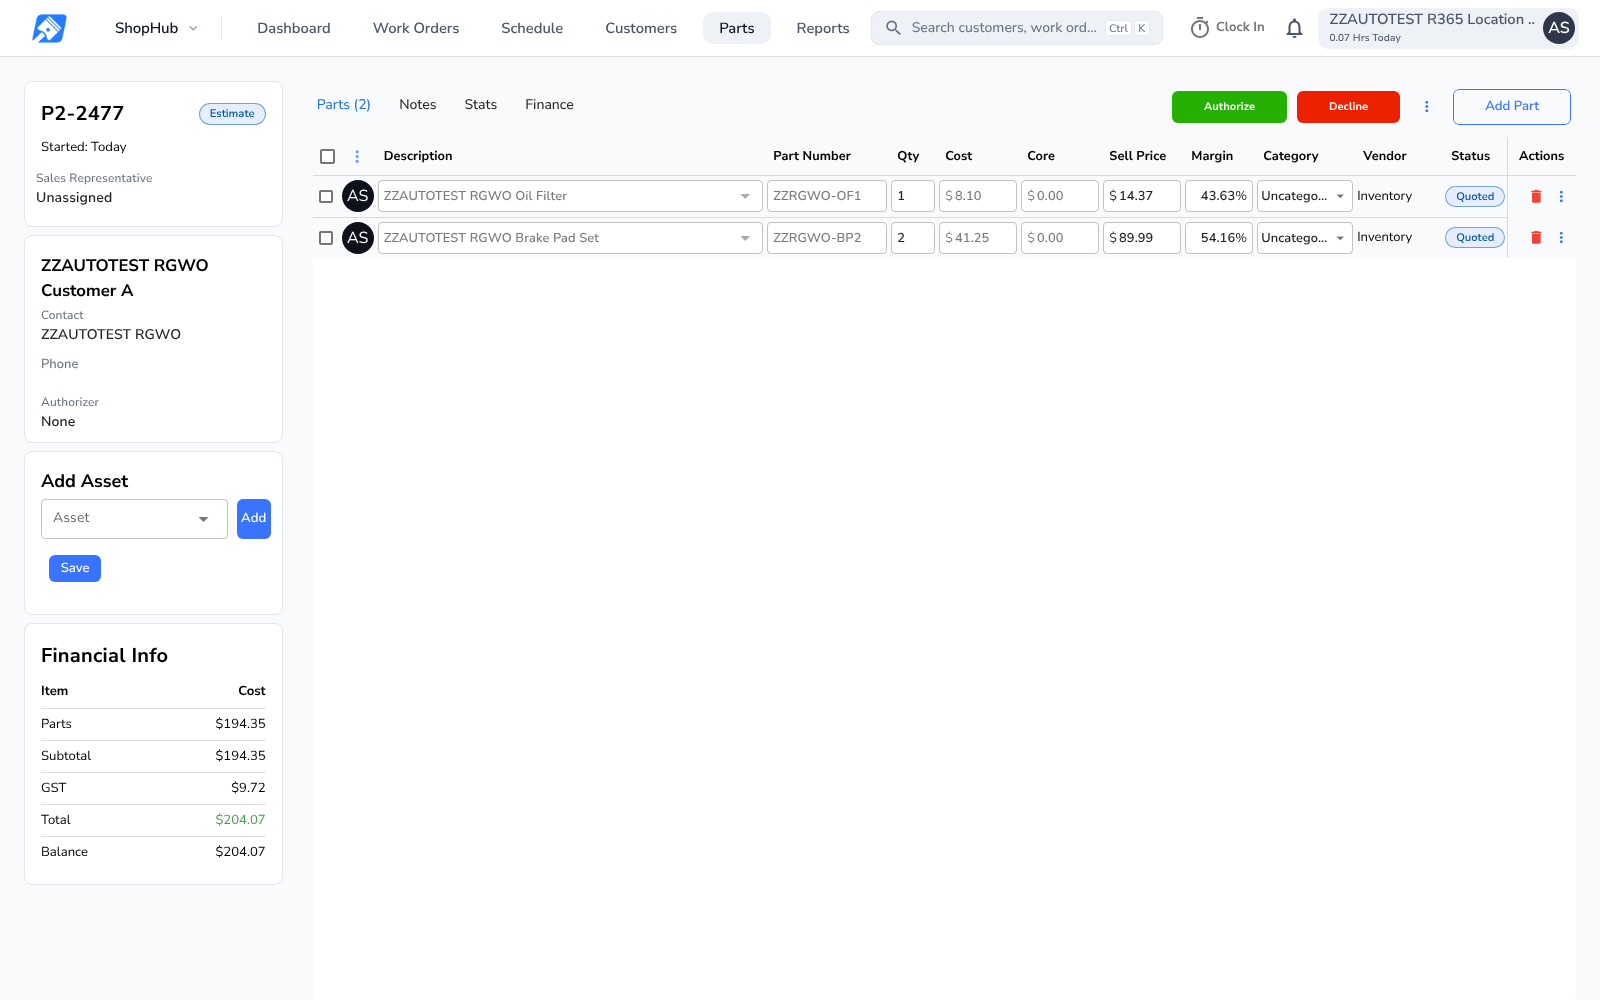 ShopHub
Dashboard
Work Orders
Schedule
Customers
Parts
Reports
Search customers, work ord... Ctrl K
Clock In
ZZAUTOTEST R365 Location ..
0.07 Hrs Today
AS
P2-2477
Estimate
Started: Today
Sales Representative
Unassigned
ZZAUTOTEST RGWO
Customer A
Contact
ZZAUTOTEST RGWO
Phone
Authorizer
None
Add Asset
Asset
Add
Save
Financial Info
Item Cost
Parts $194.35
Subtotal $194.35
GST $9.72
Total $204.07
Balance $204.07
Parts (2) Notes Stats Finance
Authorize
Decline
Add Part
Description Part Number Qty Cost Core Sell Price Margin Category Vendor Status Actions
AS ZZAUTOTEST RGWO Oil Filter ZZRGWO-OF1 1 $ 8.10 $ 0.00 $ 14.37 43.63% Uncatego... Inventory Quoted
AS ZZAUTOTEST RGWO Brake Pad Set ZZRGWO-BP2 2 $ 41.25 $ 0.00 $ 89.99 54.16% Uncatego... Inventory Quoted